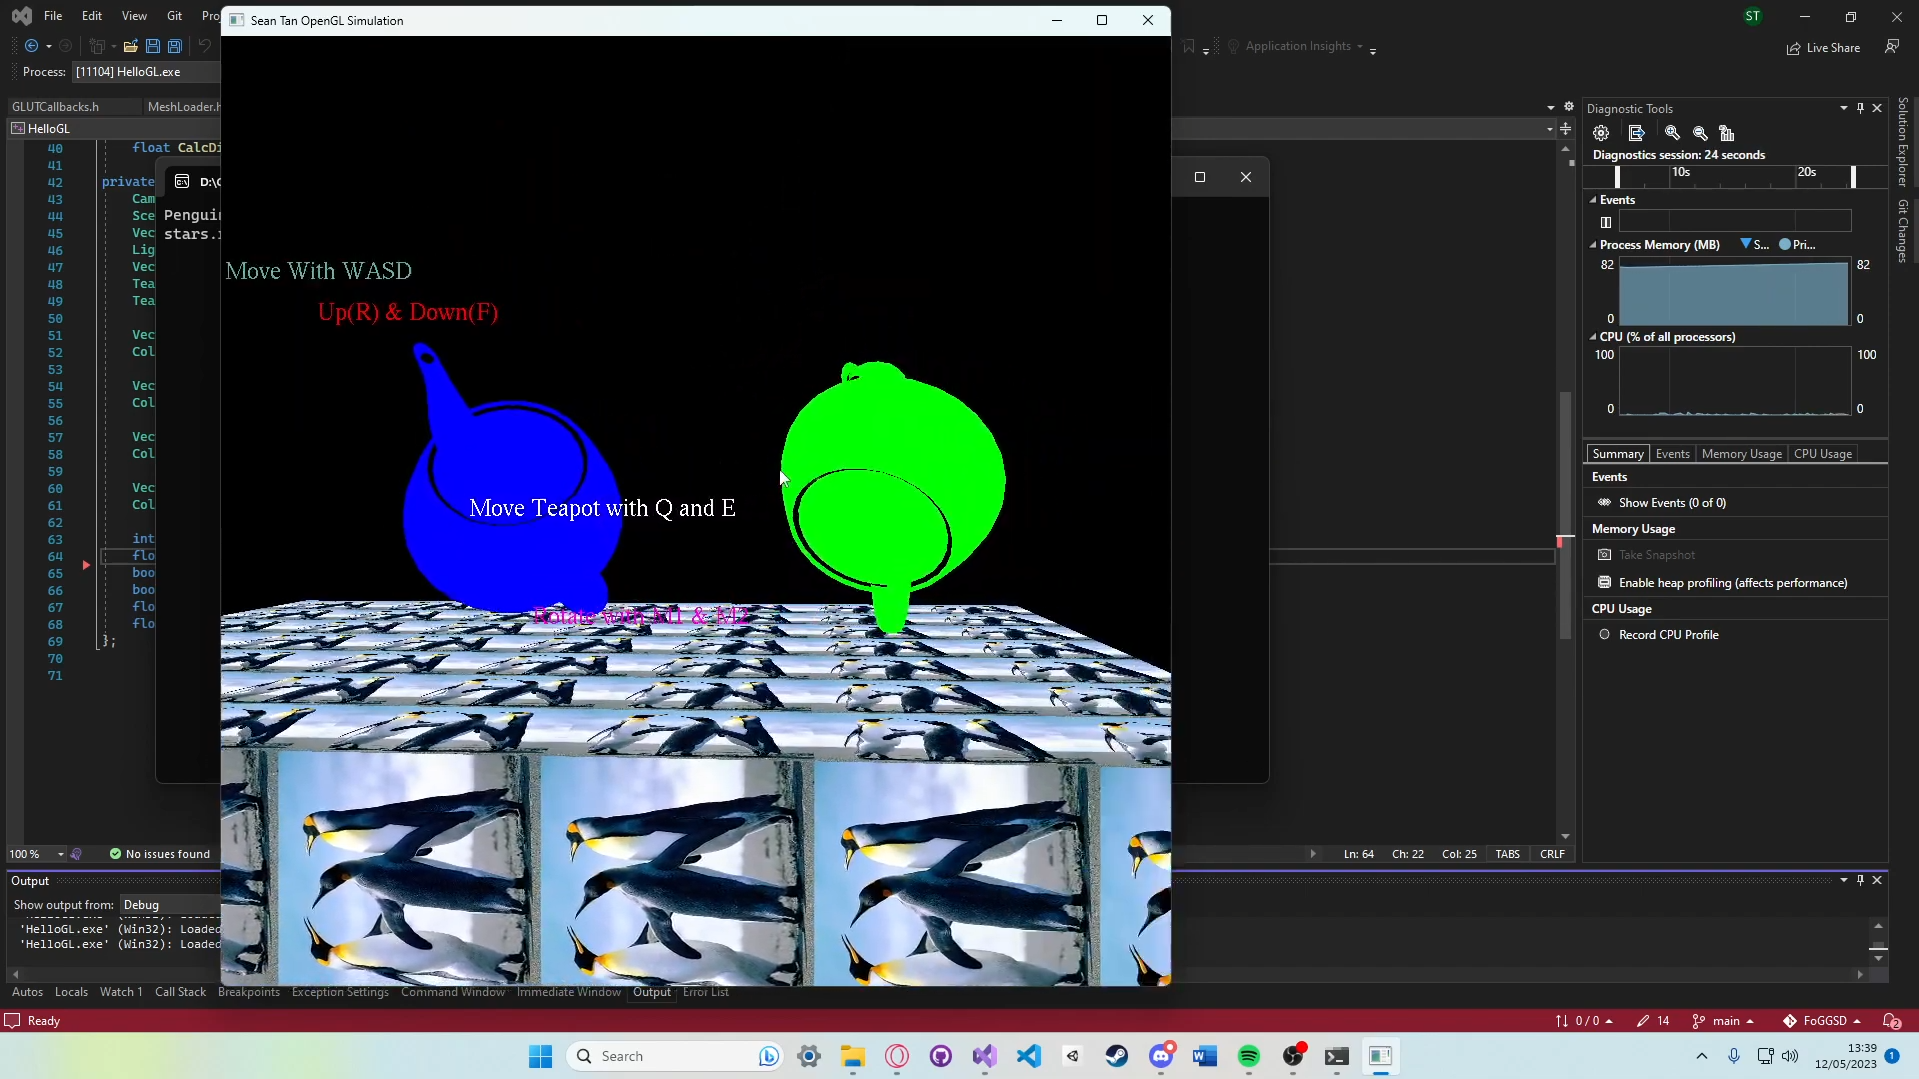 File Edit View Git
Sean Tan OpenGL Simulation
ST
Application Insights
Live Share
Process: [11104] HelloGL.exe
GLUTCallbacks.h
MeshLoader.h
HelloGL
40 float CalcDi
41
42 private
43 Cam
44 Sce
45 Vec
46 Lig
47 Vec
48 Tea
49 Tea
50
51 Vec
52 Col
53
54 Vec
55 Col
56
57 Vec
58 Col
59
60 Vec
61 Col
62
63 int
64 flo
65 boo
66 boo
67 flo
68 flo
69 };
70
71
Penguin
stars.
Move With WASD
Up(R) & Down(F)
Move Teapot with Q and E
Rotate with M1 & M2
Diagnostic Tools
Diagnostics session: 24 seconds
10s 20s
Events
Process Memory (MB) S... Pri...
82 82
0 0
CPU (% of all processors)
100 100
0 0
Summary Events Memory Usage CPU Usage
Events
Show Events (0 of 0)
Memory Usage
Take Snapshot
Enable heap profiling (affects performance)
CPU Usage
Record CPU Profile
Solution Explorer
Git Changes
100 % No issues found
Ln: 64 Ch: 22 Col: 25 TABS CRLF
Output
Show output from: Debug
'HelloGL.exe' (Win32): Loaded
'HelloGL.exe' (Win32): Loaded
Autos Locals Watch 1 Call Stack Breakpoints Exception Settings Command Window Immediate Window Output Error List
Ready
0 / 0 14 main FoGGSD 2
Search
13:39
12/05/2023
1